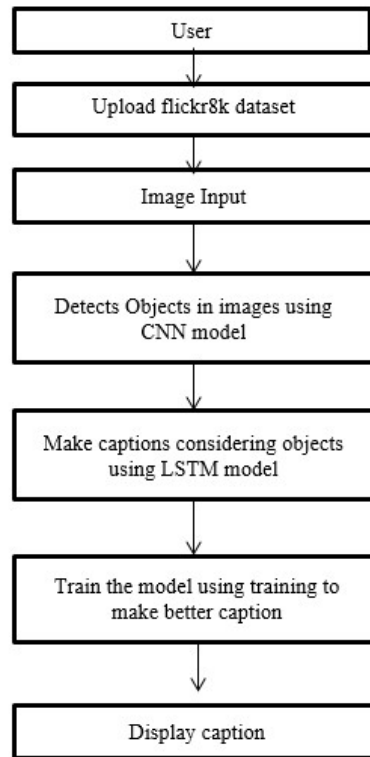 User
Upload flickr8k dataset
Image Input
Detects Objects in images using
CNN model
Make captions considering objects
using LSTM model
Train the model using training to
make better caption
Display caption